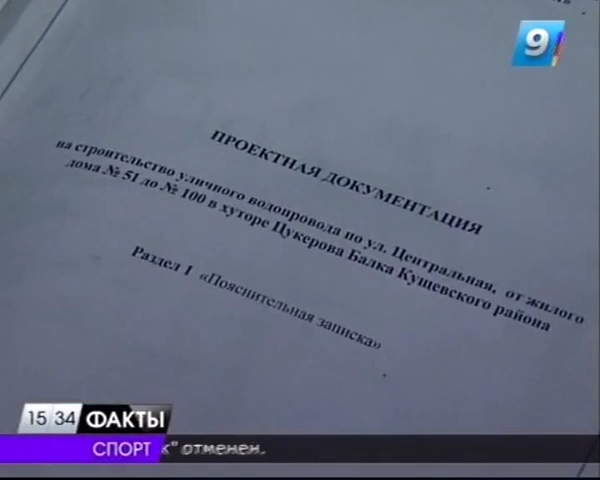 9
ПРОЕКТНАЯ ДОКУМЕНТАЦИЯ
на строительство уличного водопровода по ул. Центральная, от жилого
дома № 51 до № 100 в хуторе Цукерова Балка Кущевского района
Раздел 1 «Пояснительная записка»
15 34 ФАКТЫ
СПОРТ к" отменен.